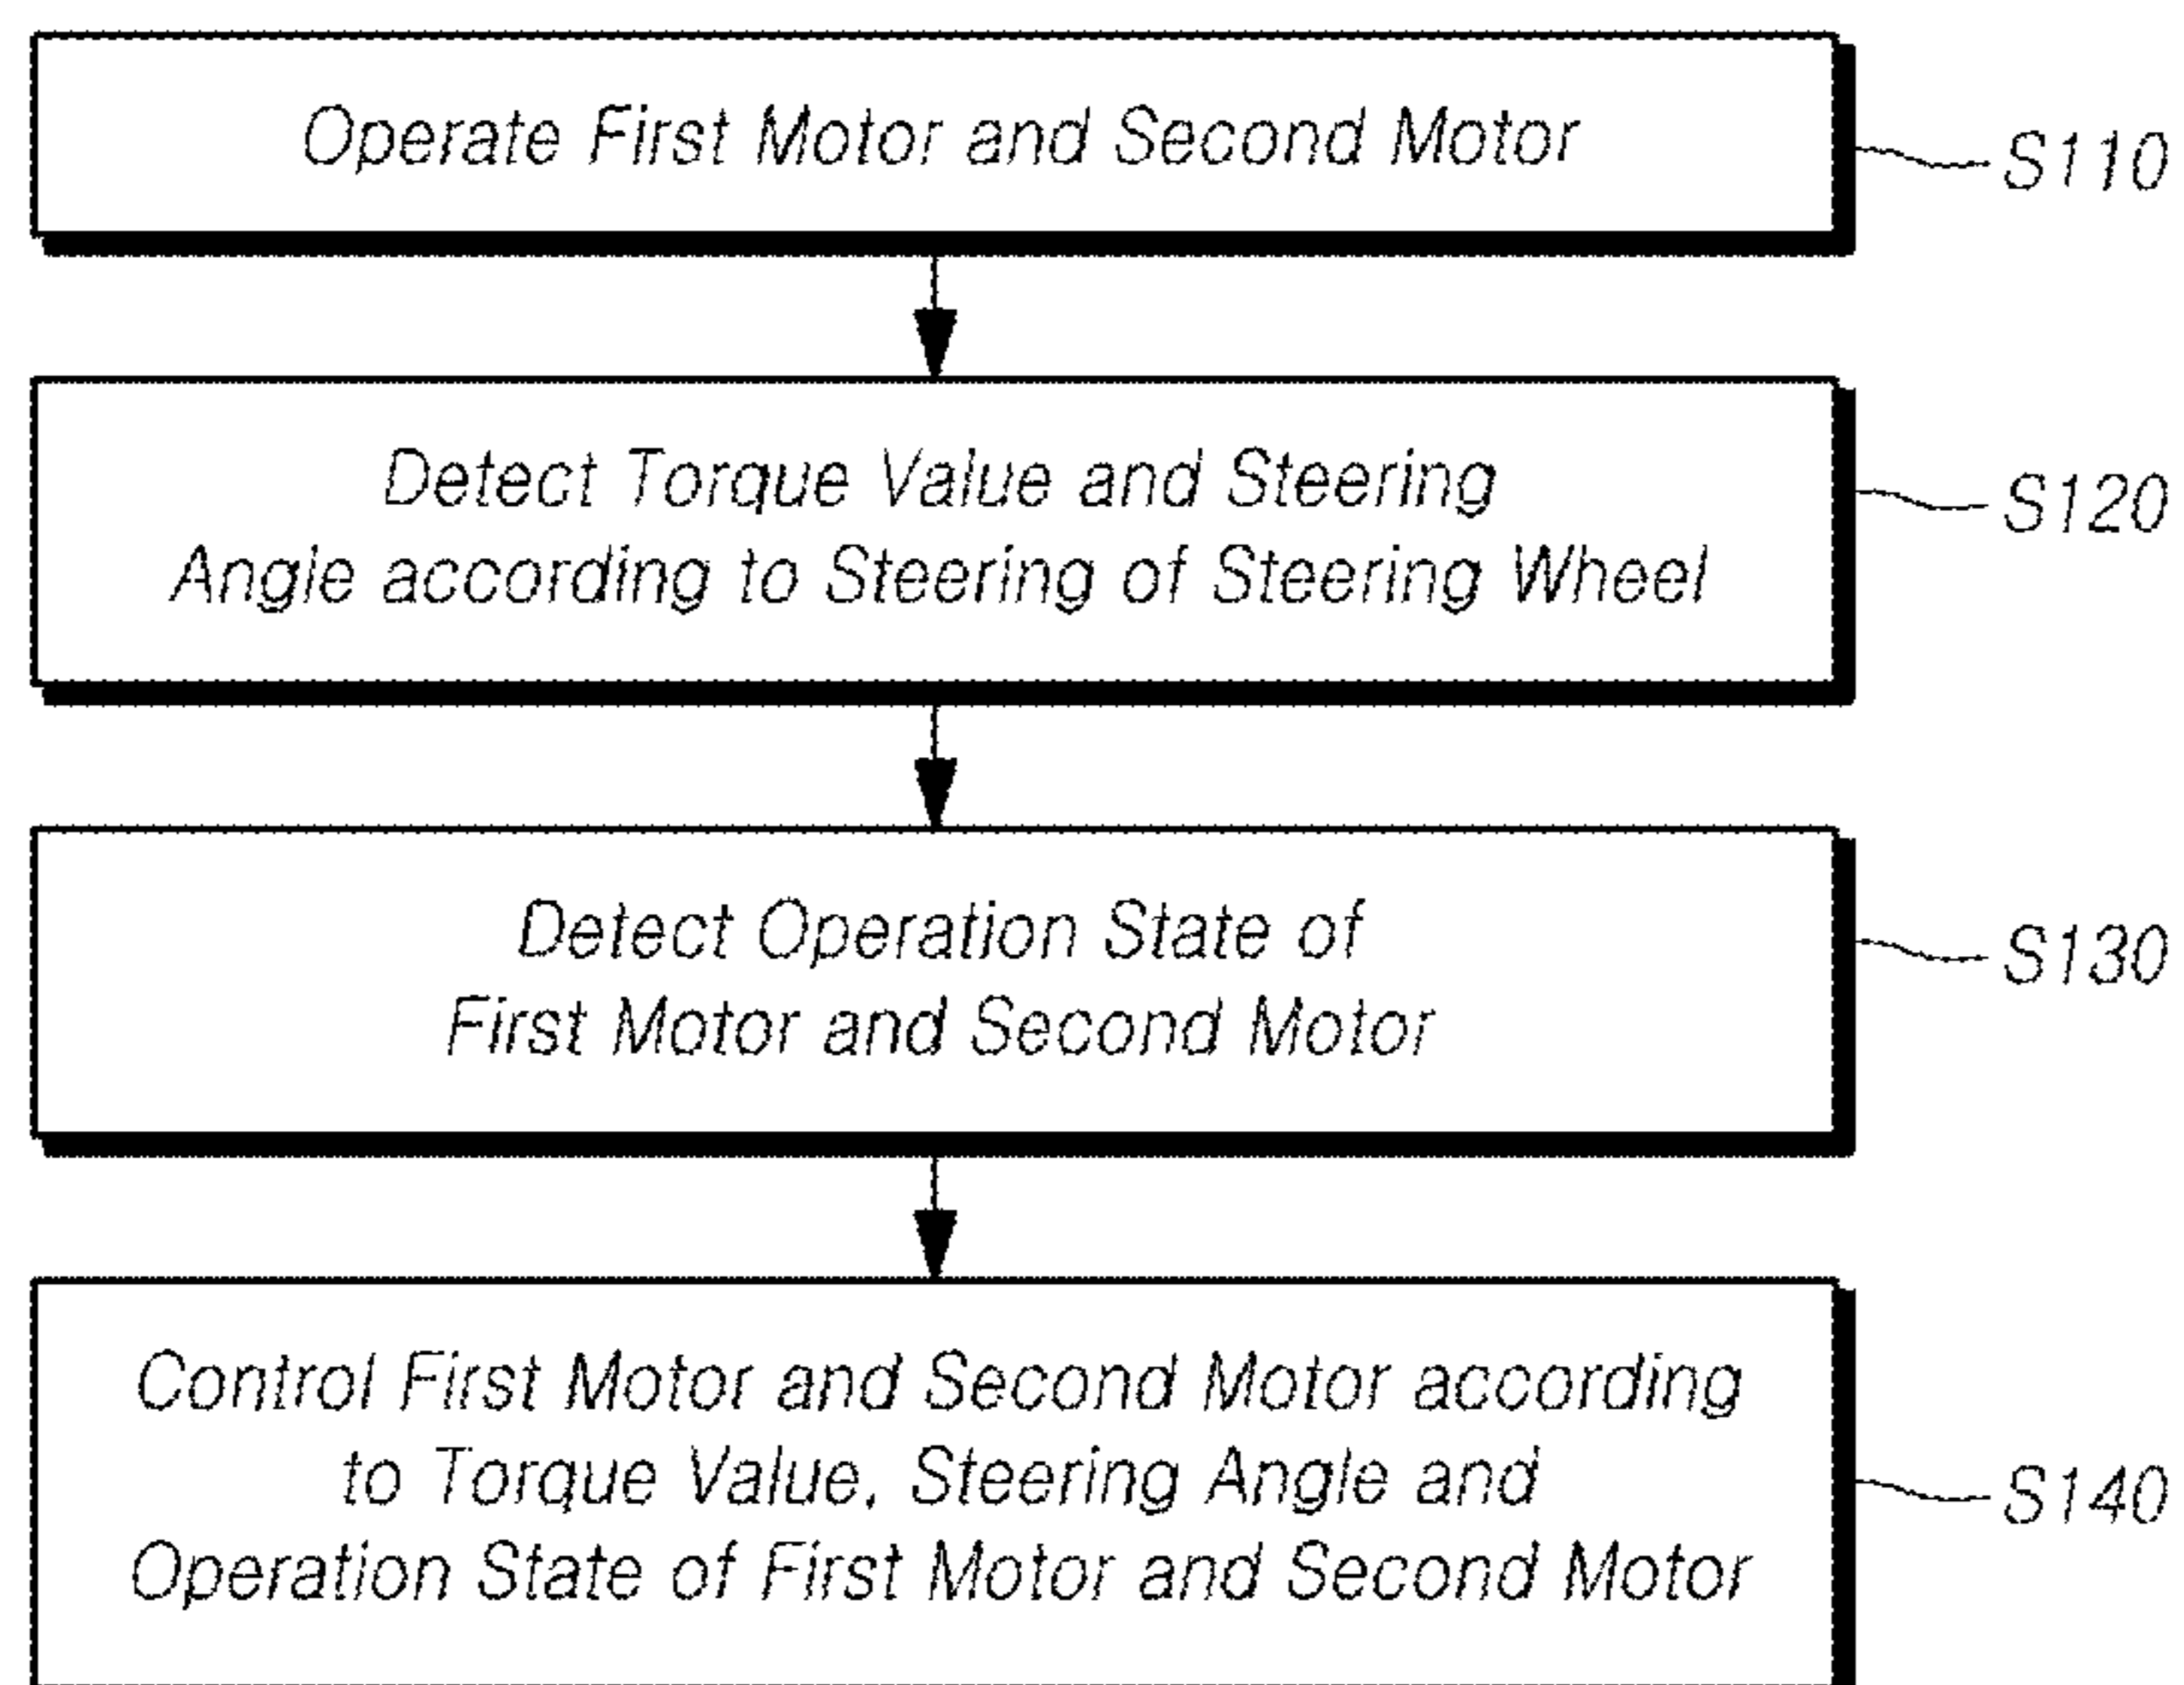 Operate First Motor and Second Motor
S110
Detect Torque Value and Steering
Angle according to Steering of Steering Wheel
S120
Detect Operation State of
First Motor and Second Motor
S130
Control First Motor and Second Motor according
to Torque Value, Steering Angle and
Operation State of First Motor and Second Motor
S140